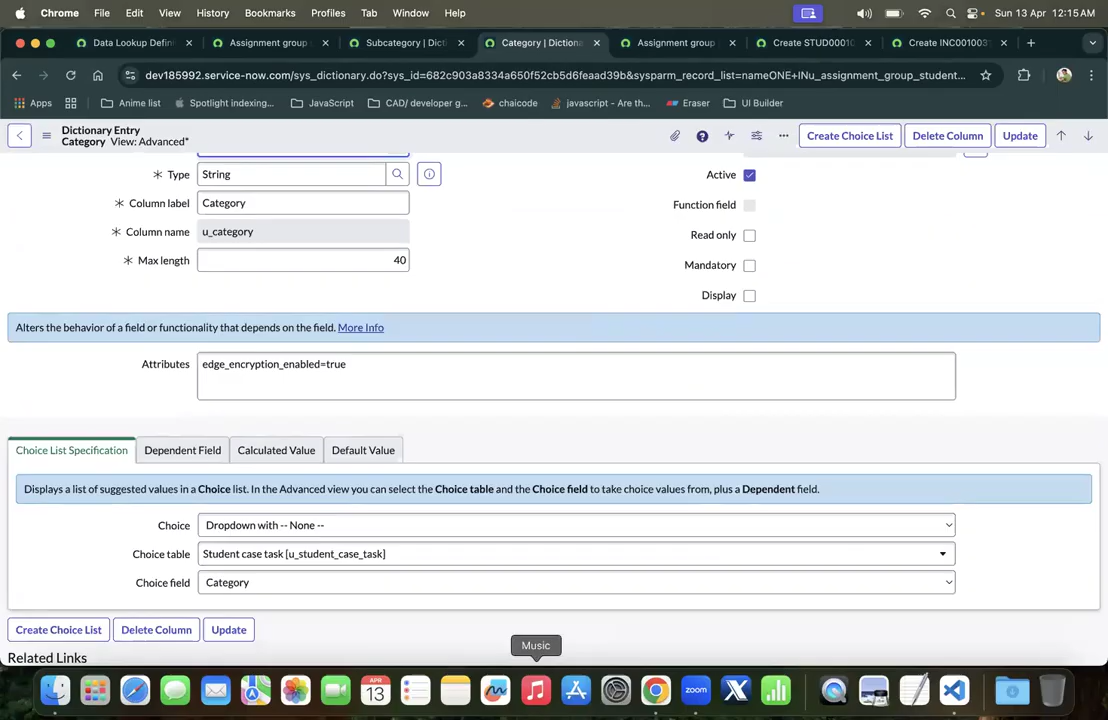 Chrome File Edit View History Bookmarks Profiles Tab Window Help Sun 13 Apr 12:15 AM
Data Lookup Defin Assignment group Subcategory | Dicti Category | Dictiona Assignment group Create STUD0001 Create INC001003
dev185992.service-now.com/sys_dictionary.do?sys_id=682c903a8334a650f52cb5d6feaad39b&sysparm_record_list=nameONE+INu_assignment_group_student...
Apps Anime list Spotlight indexing... JavaScript CAD/ developer g... chaicode javascript - Are th... Eraser UI Builder
Dictionary Entry
Category View: Advanced*
Create Choice List Delete Column Update
Type String
Active
Column label Category
Function field
Column name u_category
Read only
Max length 40
Mandatory
Display
Alters the behavior of a field or functionality that depends on the field. More Info
Attributes edge_encryption_enabled=true
Choice List Specification Dependent Field Calculated Value Default Value
Displays a list of suggested values in a Choice list. In the Advanced view you can select the Choice table and the Choice field to take choice values from, plus a Dependent field.
Choice Dropdown with -- None --
Choice table Student case task [u_student_case_task]
Choice field Category
Create Choice List Delete Column Update
Music
Related Links
APR
13
zoom